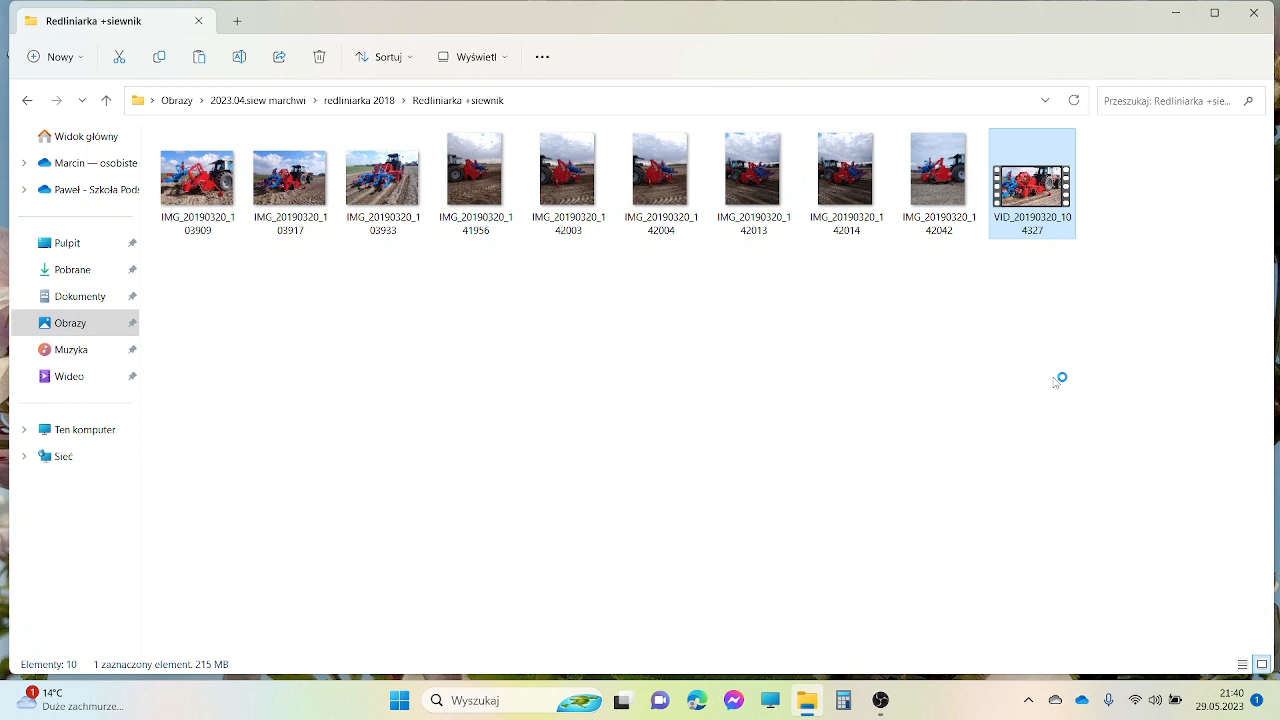 Redliniarka +siewnik
Nowy
Sortuj
Wyświetl
Obrazy
2023.04.siew marchwi
redliniarka 2018
Redliniarka +siewnik
Przeszukaj: Redliniarka +sie...
Widok główny
Marcin — osobiste
Paweł - Szkoła Pods
Pulpit
Pobrane
Dokumenty
Obrazy
Muzyka
Wideo
Ten komputer
Sieć
IMG_20190320_1
03909
IMG_20190320_1
03917
IMG_20190320_1
03933
IMG_20190320_1
41956
IMG_20190320_1
42003
IMG_20190320_1
42004
IMG_20190320_1
42013
IMG_20190320_1
42014
IMG_20190320_1
42042
VID_20190320_10
4327
Elementy: 10
1 zaznaczony element. 215 MB
1
14°C
Duże zachmurze...
Wyszukaj
21:40
29.05.2023
1